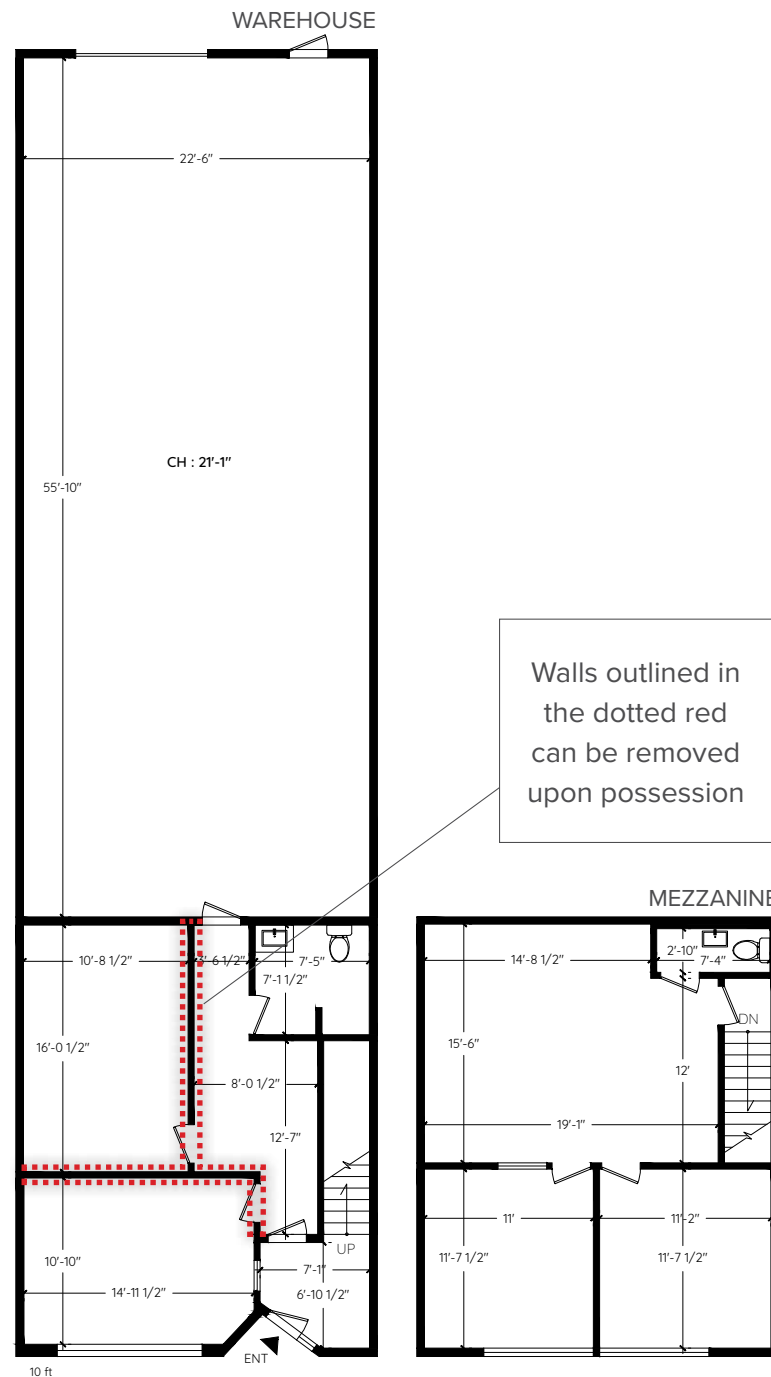 WAREHOUSE
22'-6"
CH : 21'-1"
55'-10"
Walls outlined in
the dotted red
can be removed
upon possession
MEZZANINE
10'-8 1/2"
3'-6 1/2"
7'-5"
7'-1 1/2"
16'-0 1/2"
8'-0 1/2"
12'-7"
UP
10'-10"
14'-11 1/2"
7'-1"
6'-10 1/2"
ENT
10 ft
14'-8 1/2"
2'-10"
7'-4"
DN
15'-6"
12'
19'-1"
11'
11'-2"
11'-7 1/2"
11'-7 1/2"